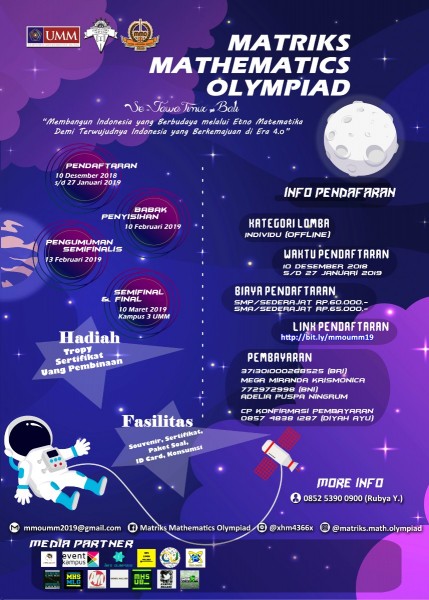 UMM
MATRIKS
MATHEMATICS
OLYMPIAD
Se-Jawa Timur - Bali
"Membangun Indonesia yang Berbudaya melalui Etno Matematika
Demi Terwujudnya Indonesia yang Berkemajuan di Era 4.0"
PENDAFTARAN
10 Desember 2018
s/d 27 Januari 2019
BABAK
PENYISIHAN
10 Februari 2019
PENGUMUMAN
SEMIFINALIS
13 Februari 2019
SEMIFINAL
& FINAL
10 Maret 2019
Kampus 3 UMM
Hadiah
Tropy
Sertifikat
Uang Pembinaan
Fasilitas
Souvenir, Sertifikat,
Paket Soal,
ID Card, Konsumsi
INFO PENDAFARAN
KATEGORI LOMBA
INDIVIDU (OFFLINE)
WAKTU PENDAFTARAN
10 DESEMBER 2018
S/D 27 JANUARI 2019
BIAYA PENDAFTARAN
SMP/SEDERAJAT RP.60.000.-
SMA/SEDERAJAT RP.65.000.-
LINK PENDAFTARAN
http://bit.ly/mmoumm19
PEMBAYARAN
371301000288525 (BRI)
MEGA MIRANDA KRISMONICA
772972998 (BNI)
ADELIA PUSPA NINGRUM
CP KONFIRMASI PEMBAYARAN
0857 4838 1287 (DIYAH AYU)
MORE INFO
0852 5390 0900 (Rubya Y.)
mmoumm2019@gmail.com Matriks Mathematics Olympiad @xhm4366x @matriks.math.olympiad
MEDIA PARTNER
event
kampus